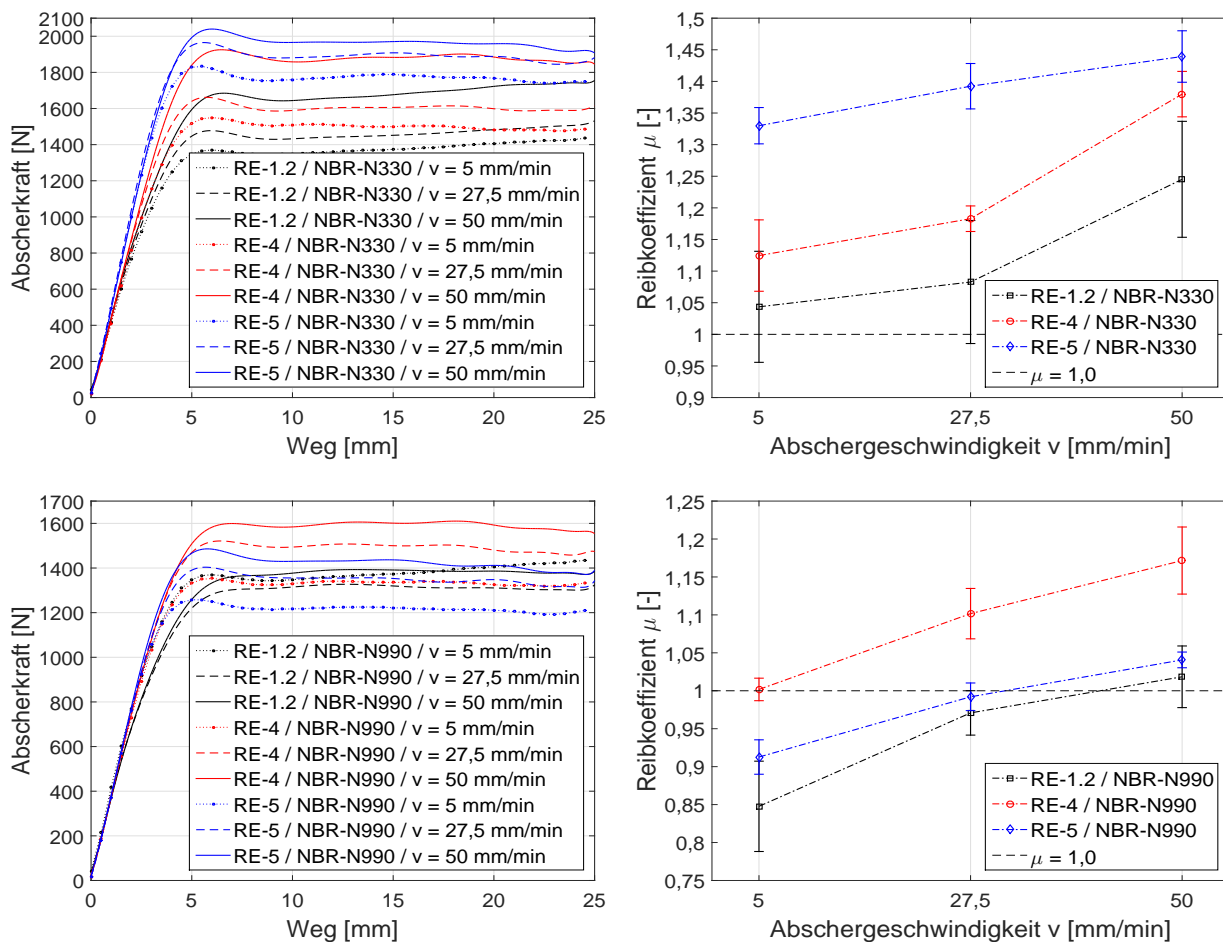 2100
2000
1800
1600
1400
1200
1000
800
600
400
200
0
Abscherkraft [N]
RE-1.2 / NBR-N330 / v = 5 mm/min
RE-1.2 / NBR-N330 / v = 27,5 mm/min
RE-1.2 / NBR-N330 / v = 50 mm/min
RE-4 / NBR-N330 / v = 5 mm/min
RE-4 / NBR-N330 / v = 27,5 mm/min
RE-4 / NBR-N330 / v = 50 mm/min
RE-5 / NBR-N330 / v = 5 mm/min
RE-5 / NBR-N330 / v = 27,5 mm/min
RE-5 / NBR-N330 / v = 50 mm/min
0 5 10 15 20 25
Weg [mm]
1,5
1,45
1,4
1,35
1,3
1,25
1,2
1,15
1,1
1,05
1
0,95
0,9
Reibkoeffizient μ [-]
RE-1.2 / NBR-N330
RE-4 / NBR-N330
RE-5 / NBR-N330
μ = 1,0
5 27,5 50
Abschergeschwindigkeit v [mm/min]
1700
1600
1400
1200
1000
800
600
400
200
0
Abscherkraft [N]
RE-1.2 / NBR-N990 / v = 5 mm/min
RE-1.2 / NBR-N990 / v = 27,5 mm/min
RE-1.2 / NBR-N990 / v = 50 mm/min
RE-4 / NBR-N990 / v = 5 mm/min
RE-4 / NBR-N990 / v = 27,5 mm/min
RE-4 / NBR-N990 / v = 50 mm/min
RE-5 / NBR-N990 / v = 5 mm/min
RE-5 / NBR-N990 / v = 27,5 mm/min
RE-5 / NBR-N990 / v = 50 mm/min
0 5 10 15 20 25
Weg [mm]
1,25
1,2
1,15
1,1
1,05
1
0,95
0,9
0,85
0,8
0,75
Reibkoeffizient μ [-]
RE-1.2 / NBR-N990
RE-4 / NBR-N990
RE-5 / NBR-N990
μ = 1,0
5 27,5 50
Abschergeschwindigkeit v [mm/min]